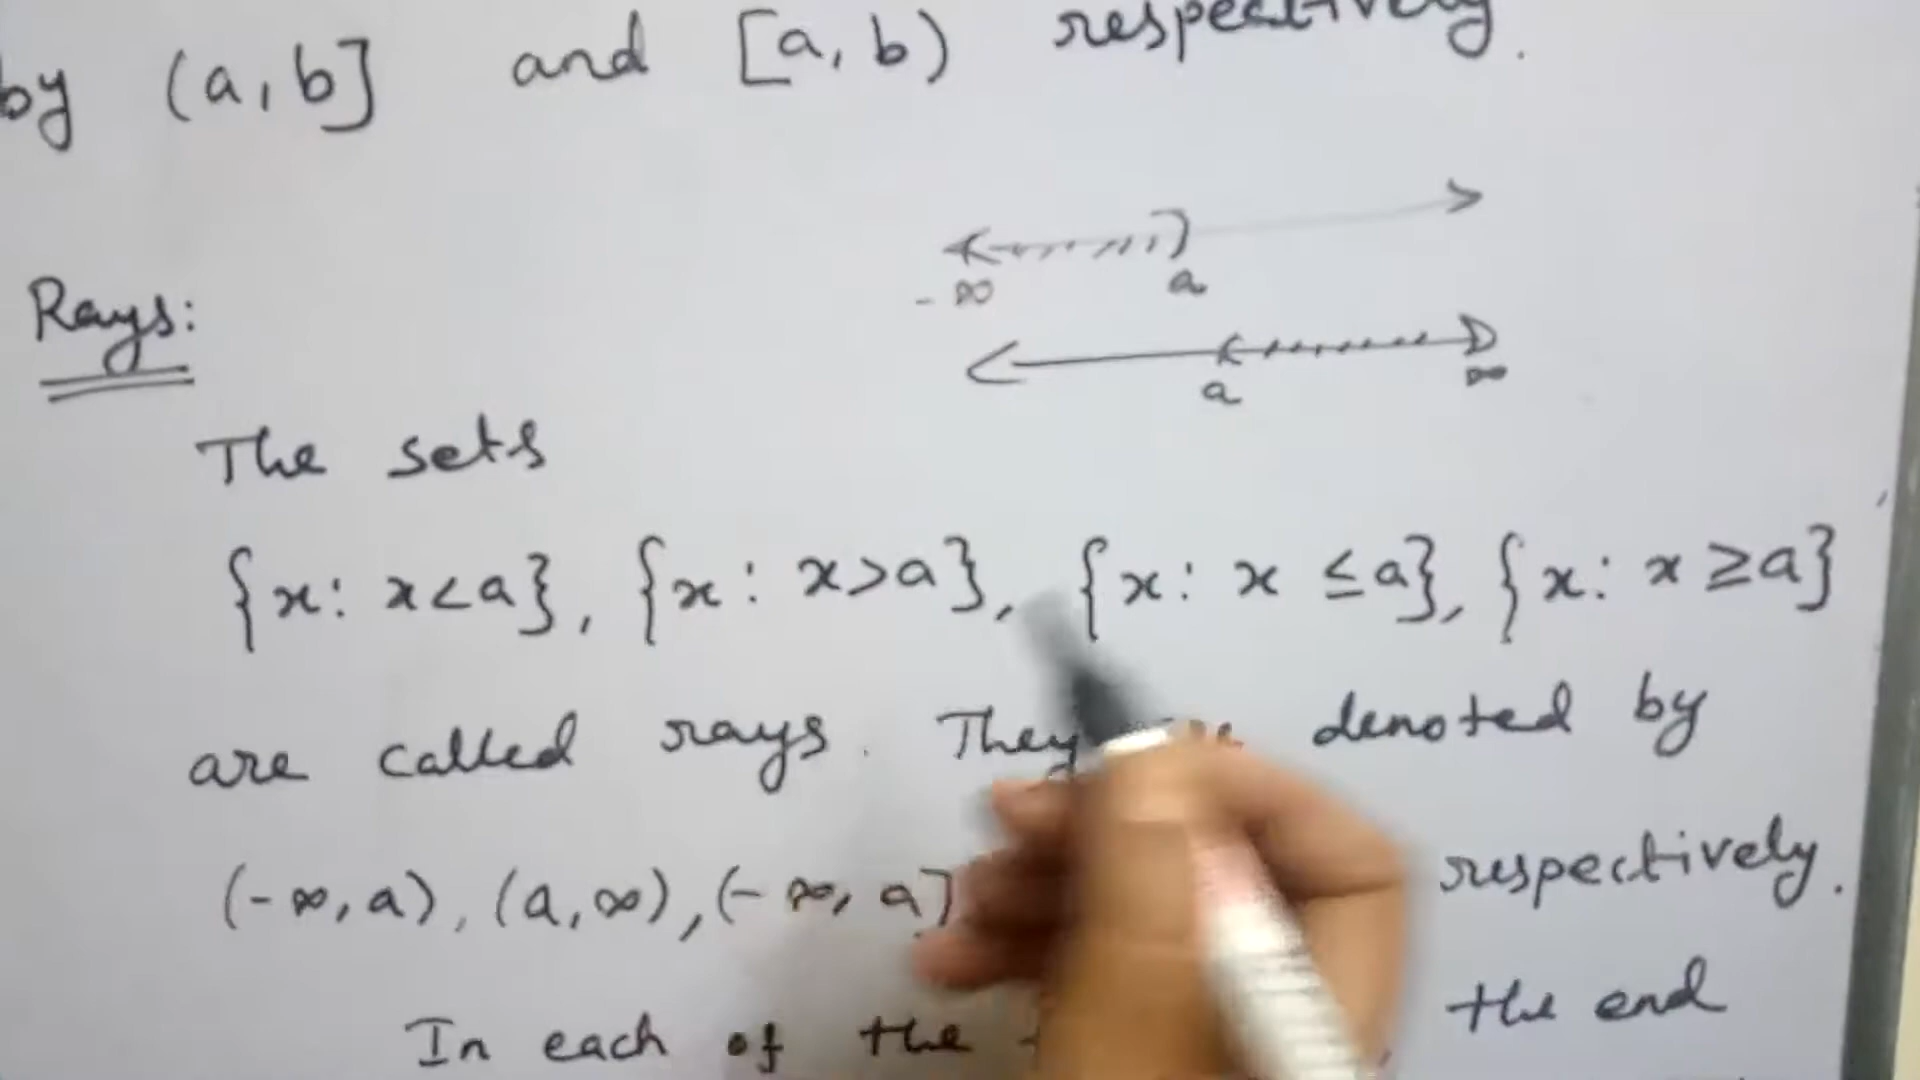 by (a, b] and [a, b) respectively.
-∞ a
a ∞
Rays:
The sets
{x: x<a}, {x: x>a}, {x: x ≤a}, {x: x ≥a}
are called rays. They denoted by
(-∞, a), (a, ∞), (-∞, a] respectively.
In each of the the end